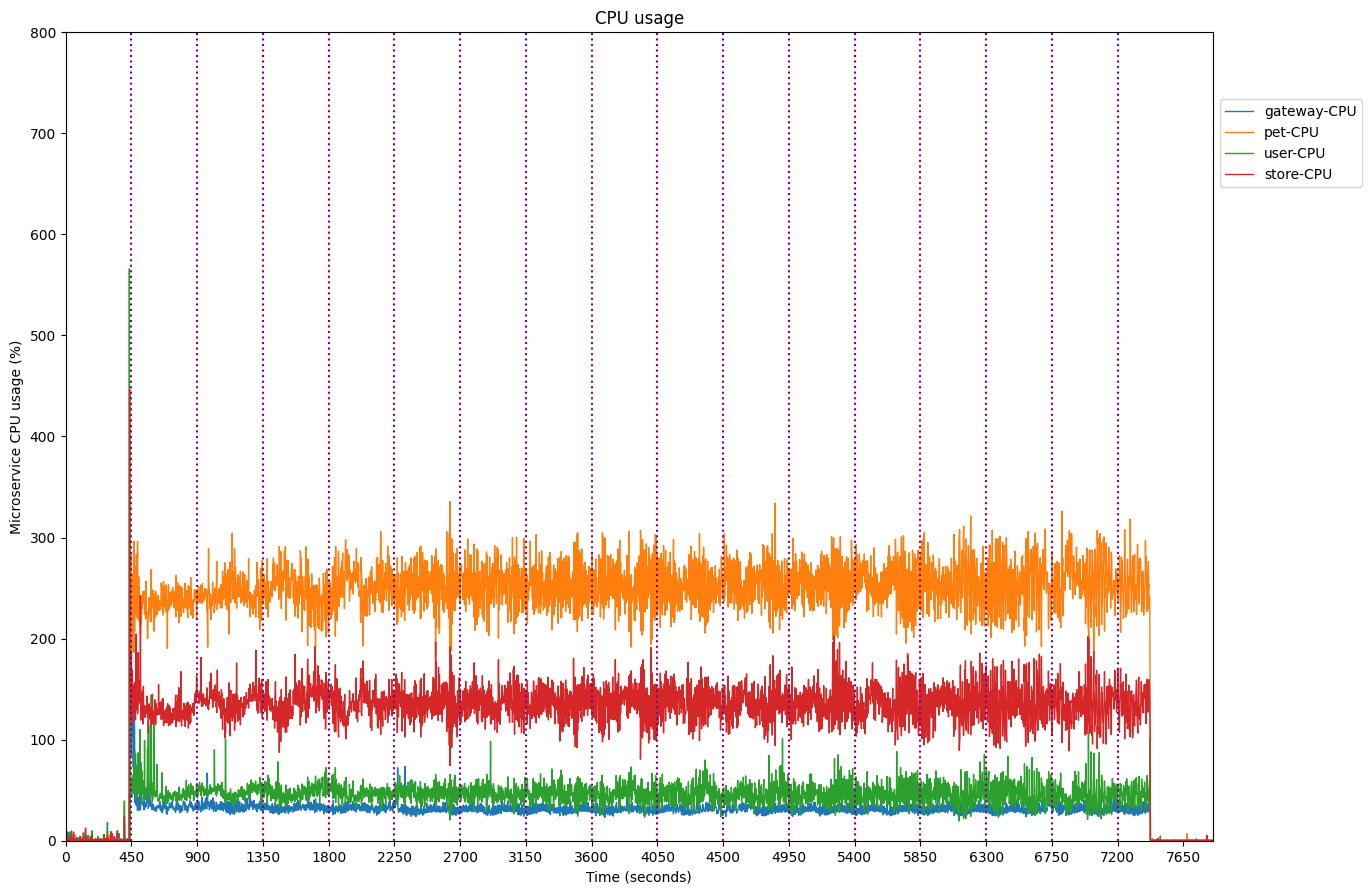 CPU usage
800
700
600
500
400
300
200
100
0
Microservice CPU usage (%)
0 450 900 1350 1800 2250 2700 3150 3600 4050 4500 4950 5400 5850 6300 6750 7200 7650
Time (seconds)
gateway-CPU
pet-CPU
user-CPU
store-CPU